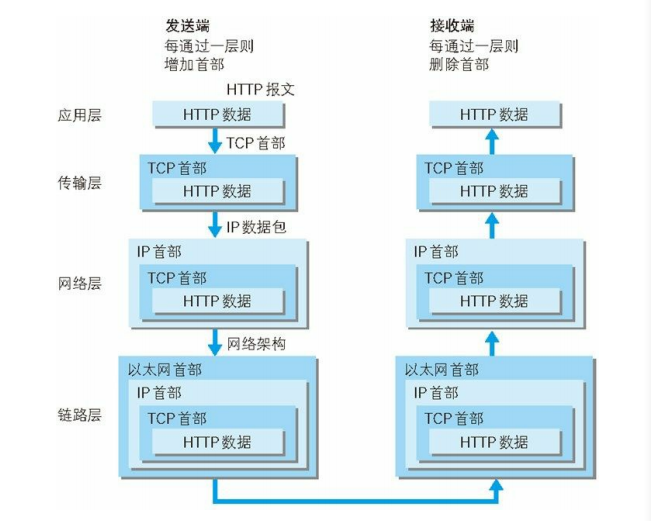 发送端
每通过一层则
增加首部
接收端
每通过一层则
删除首部
HTTP 报文
应用层
HTTP 数据
HTTP 数据
TCP 首部
传输层
TCP 首部
HTTP 数据
TCP 首部
HTTP 数据
IP 数据包
网络层
IP 首部
TCP 首部
HTTP 数据
IP 首部
TCP 首部
HTTP 数据
网络架构
链路层
以太网首部
IP 首部
TCP 首部
HTTP 数据
以太网首部
IP 首部
TCP 首部
HTTP 数据